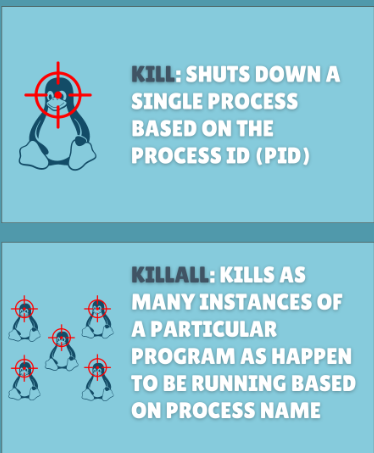 KILL: SHUTS DOWN A
SINGLE PROCESS
BASED ON THE
PROCESS ID (PID)
KILLALL: KILLS AS
MANY INSTANCES OF
A PARTICULAR
PROGRAM AS HAPPEN
TO BE RUNNING BASED
ON PROCESS NAME